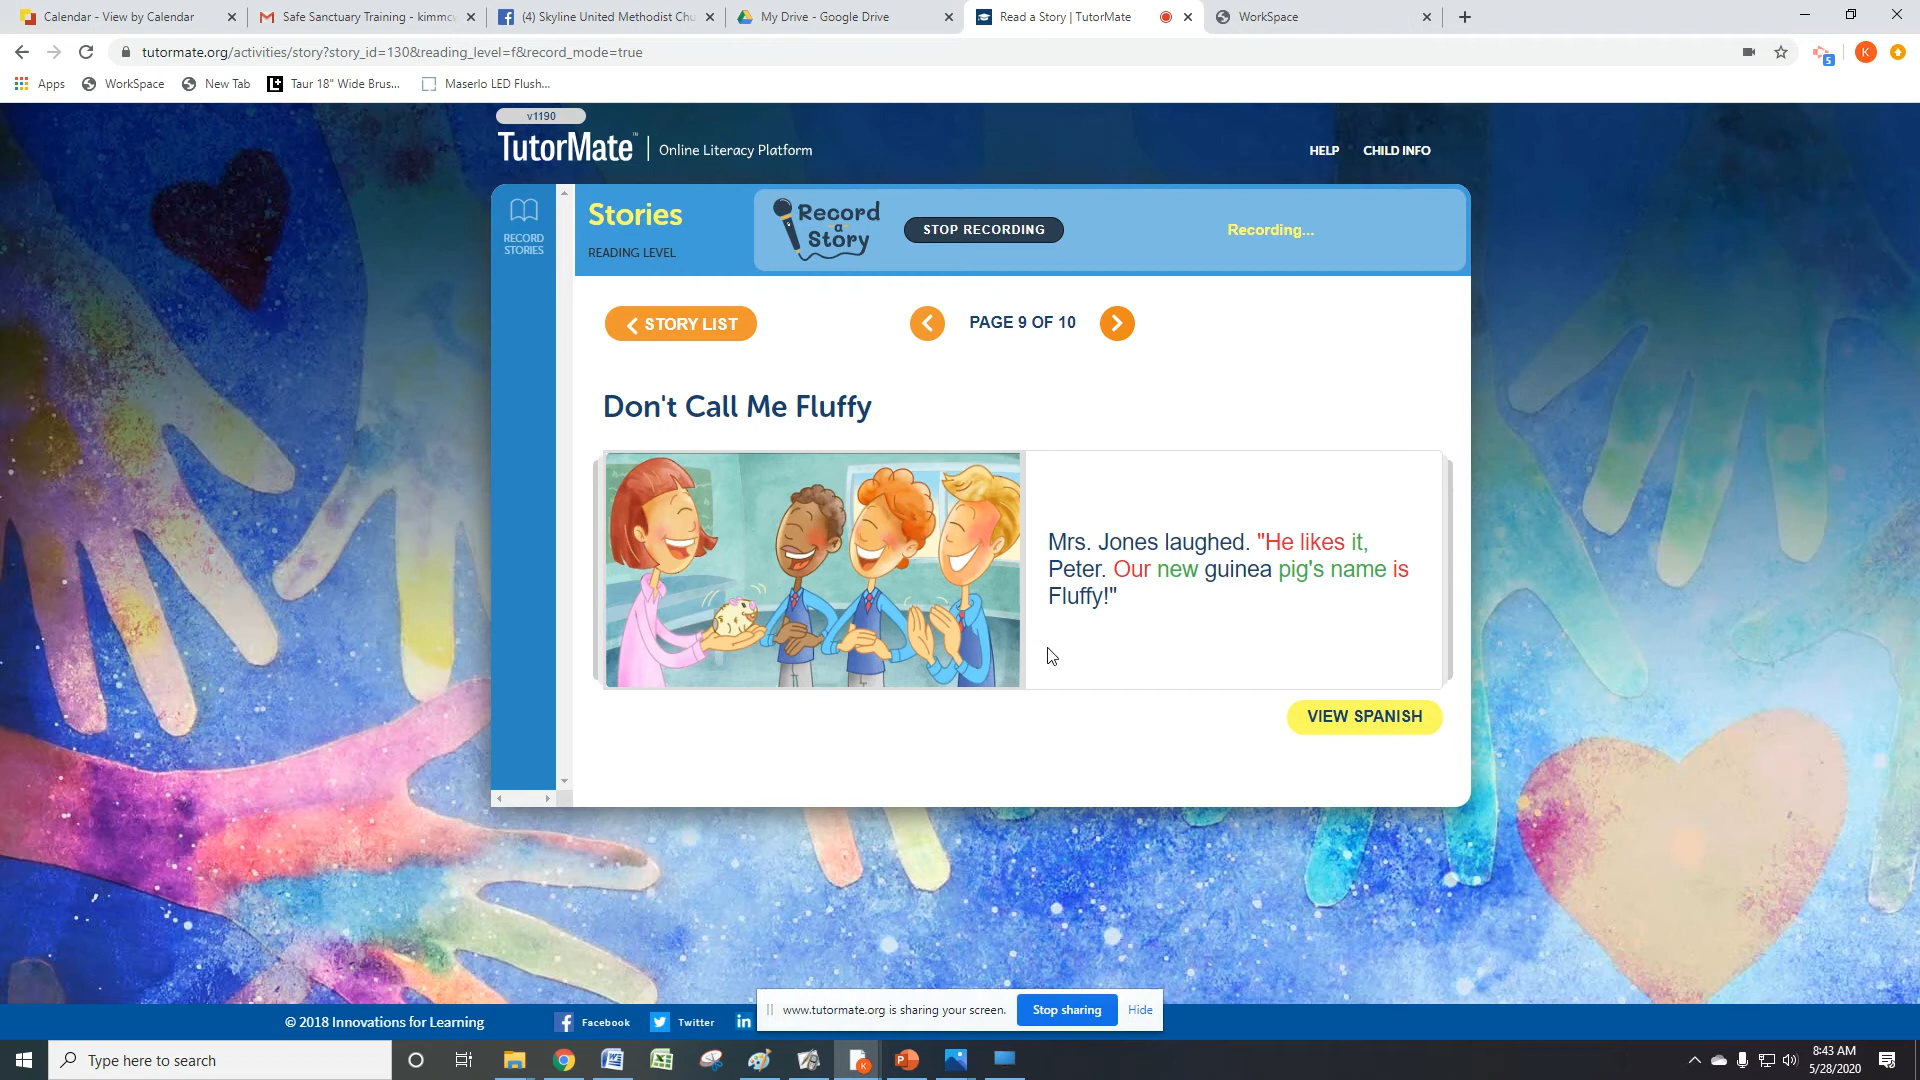 Calendar - View by Calendar
Safe Sanctuary Training - kimmc
(4) Skyline United Methodist Chu
My Drive - Google Drive
Read a Story | TutorMate
WorkSpace
tutormate.org/activities/story?story_id=130&reading_level=f&record_mode=true
5
K
Apps
WorkSpace
New Tab
Taur 18" Wide Brus...
Maserlo LED Flush...
v1190
TutorMate™
Online Literacy Platform
HELP
CHILD INFO
RECORD
STORIES
Stories
READING LEVEL
Record
a
Story
STOP RECORDING
Recording...
STORY LIST
PAGE 9 OF 10
Don't Call Me Fluffy
Mrs. Jones laughed. "He likes it,
Peter. Our new guinea pig's name is
Fluffy!"
VIEW SPANISH
© 2018 Innovations for Learning
Facebook
Twitter
in
www.tutormate.org is sharing your screen.
Stop sharing
Hide
Type here to search
8:43 AM
5/28/2020